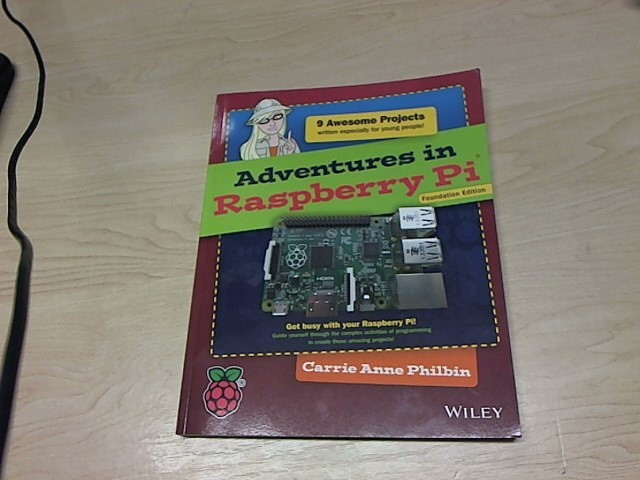 9 Awesome Projects
written especially for young people!
Adventures in
Raspberry Pi
Foundation Edition
Get busy with your Raspberry Pi!
Guide yourself through the complex activities of programming
to create these amazing projects!
Carrie Anne Philbin
WILEY